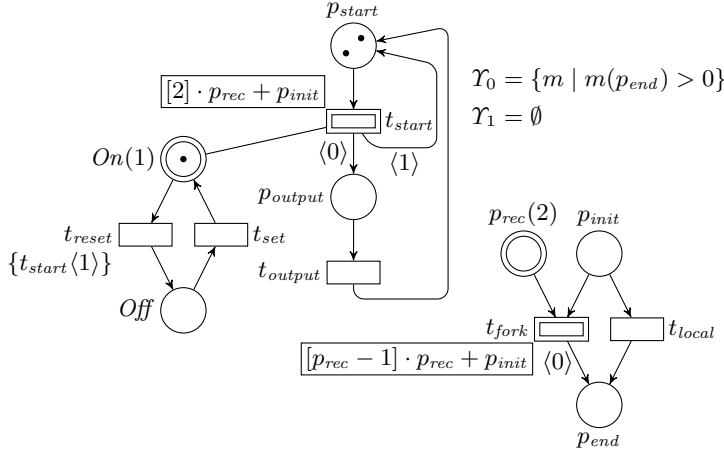 p_start
[2] · p_rec + p_init
ϒ_0 = {m | m(p_end) > 0}
ϒ_1 = ∅
t_start
⟨0⟩
⟨1⟩
On(1)
p_output
t_reset
t_set
{t_start⟨1⟩}
t_output
Off
p_rec(2)
p_init
t_fork
t_local
[p_rec − 1] · p_rec + p_init
⟨0⟩
p_end